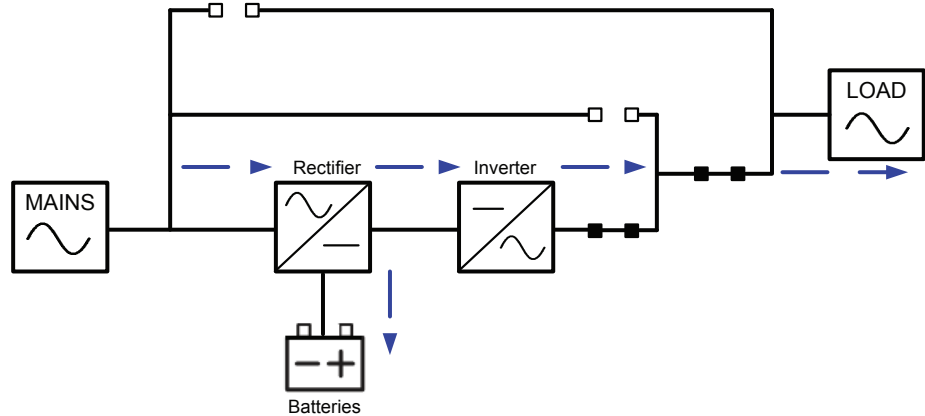 LOAD
Rectifier
Inverter
MAINS
Batteries